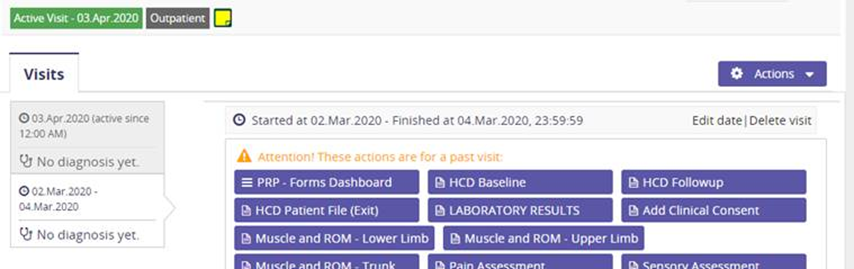 Active Visit - 03.Apr.2020 Outpatient
Visits
Actions
03.Apr.2020 (active since
12:00 AM)
No diagnosis yet.
02.Mar.2020 -
04.Mar.2020
No diagnosis yet.
Started at 02.Mar.2020 - Finished at 04.Mar.2020, 23:59:59 Edit date|Delete visit
Attention! These actions are for a past visit:
PRP - Forms Dashboard HCD Baseline HCD Followup
HCD Patient File (Exit) LABORATORY RESULTS Add Clinical Consent
Muscle and ROM - Lower Limb Muscle and ROM - Upper Limb
Muscle and ROM - Trunk Pain Assessment Sensory Assessment